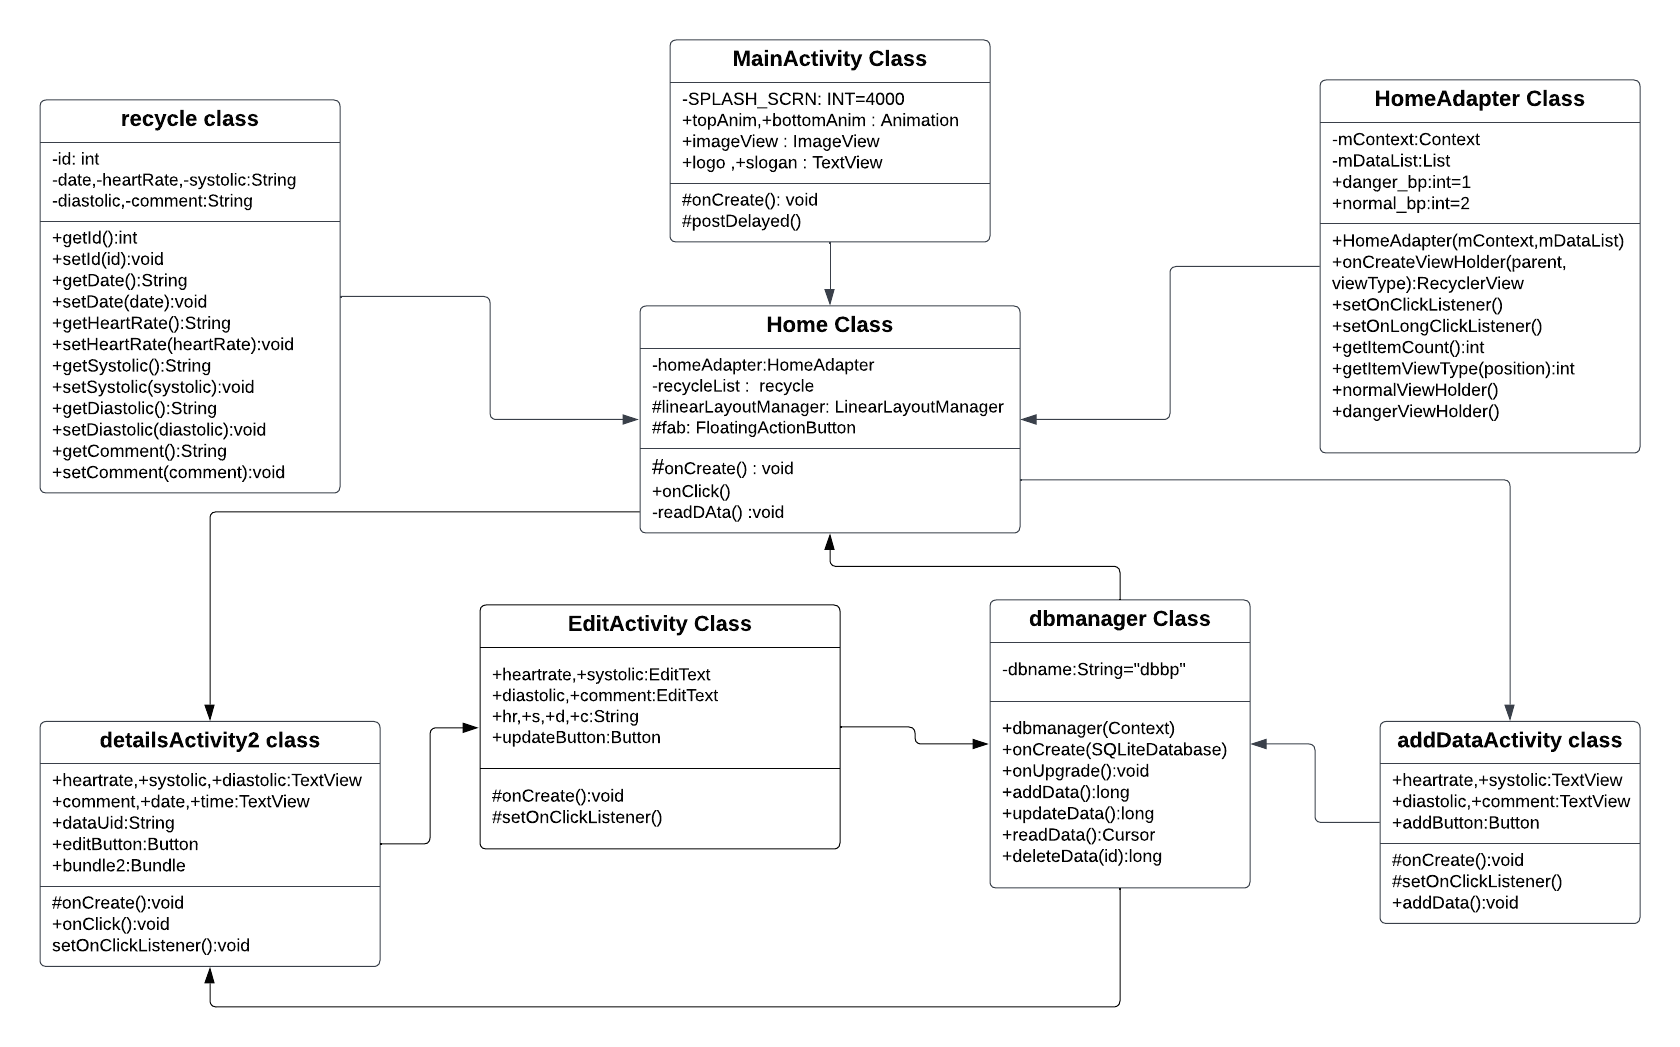 MainActivity Class
-SPLASH_SCRN: INT=4000
+topAnim,+bottomAnim : Animation
+imageView : ImageView
+logo ,+slogan : TextView
#onCreate(): void
#postDelayed()
HomeAdapter Class
-mContext:Context
-mDataList:List
+danger_bp:int=1
+normal_bp:int=2
+HomeAdapter(mContext,mDataList)
+onCreateViewHolder(parent,
viewType):RecyclerView
+setOnClickListener()
+setOnLongClickListener()
+getItemCount():int
+getItemViewType(position):int
+normalViewHolder()
+dangerViewHolder()
recycle class
-id: int
-date,-heartRate,-systolic:String
-diastolic,-comment:String
+getId():int
+setId(id):void
+getDate():String
+setDate(date):void
+getHeartRate():String
+setHeartRate(heartRate):void
+getSystolic():String
+setSystolic(systolic):void
+getDiastolic():String
+setDiastolic(diastolic):void
+getComment():String
+setComment(comment):void
Home Class
-homeAdapter:HomeAdapter
-recycleList :  recycle
#linearLayoutManager: LinearLayoutManager
#fab: FloatingActionButton
#onCreate() : void
+onClick()
-readDAta() :void
EditActivity Class
+heartrate,+systolic:EditText
+diastolic,+comment:EditText
+hr,+s,+d,+c:String
+updateButton:Button
#onCreate():void
#setOnClickListener()
dbmanager Class
-dbname:String="dbbp"
+dbmanager(Context)
+onCreate(SQLiteDatabase)
+onUpgrade():void
+addData():long
+updateData():long
+readData():Cursor
+deleteData(id):long
detailsActivity2 class
+heartrate,+systolic,+diastolic:TextView
+comment,+date,+time:TextView
+dataUid:String
+editButton:Button
+bundle2:Bundle
#onCreate():void
+onClick():void
setOnClickListener():void
addDataActivity class
+heartrate,+systolic:TextView
+diastolic,+comment:TextView
+addButton:Button
#onCreate():void
#setOnClickListener()
+addData():void